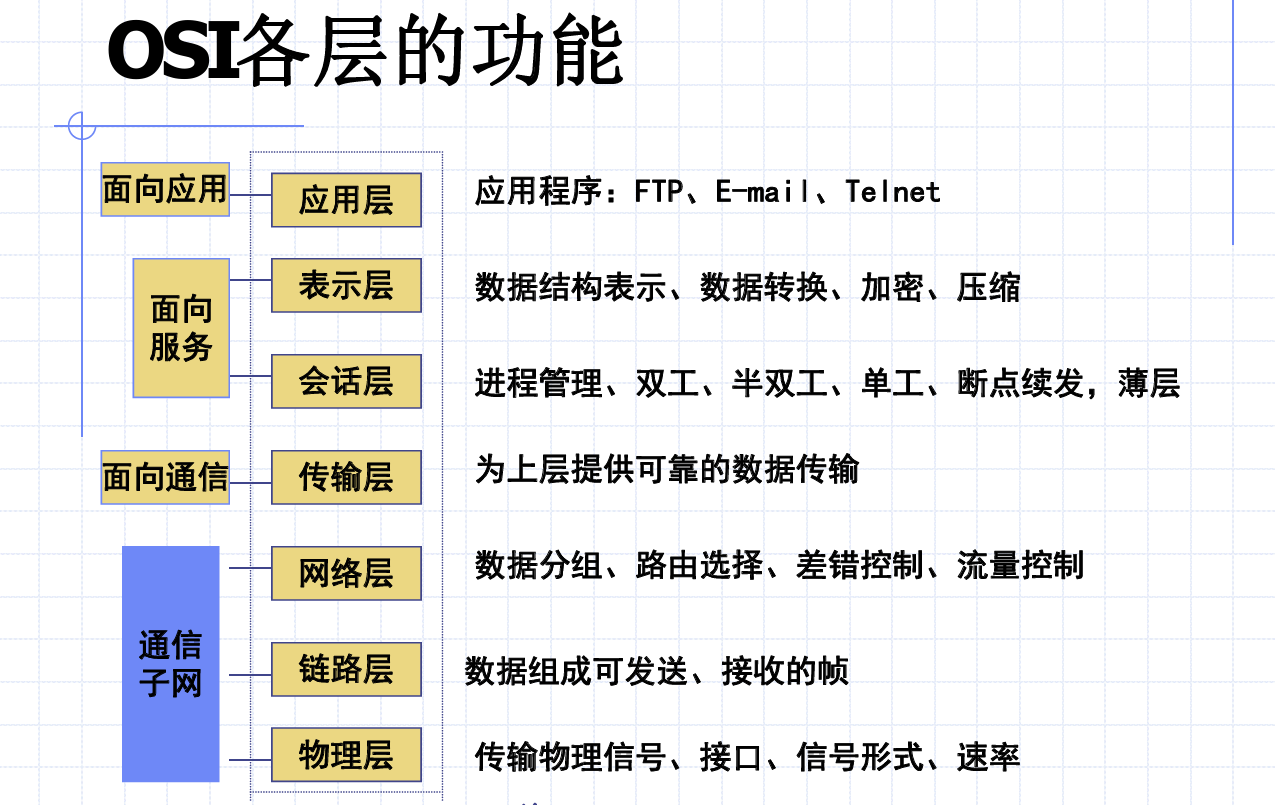 OSI各层的功能
面向应用
应用层
应用程序：FTP、E-mail、Telnet
面向
服务
表示层
数据结构表示、数据转换、加密、压缩
会话层
进程管理、双工、半双工、单工、断点续发，薄层
面向通信
传输层
为上层提供可靠的数据传输
通信
子网
网络层
数据分组、路由选择、差错控制、流量控制
链路层
数据组成可发送、接收的帧
物理层
传输物理信号、接口、信号形式、速率